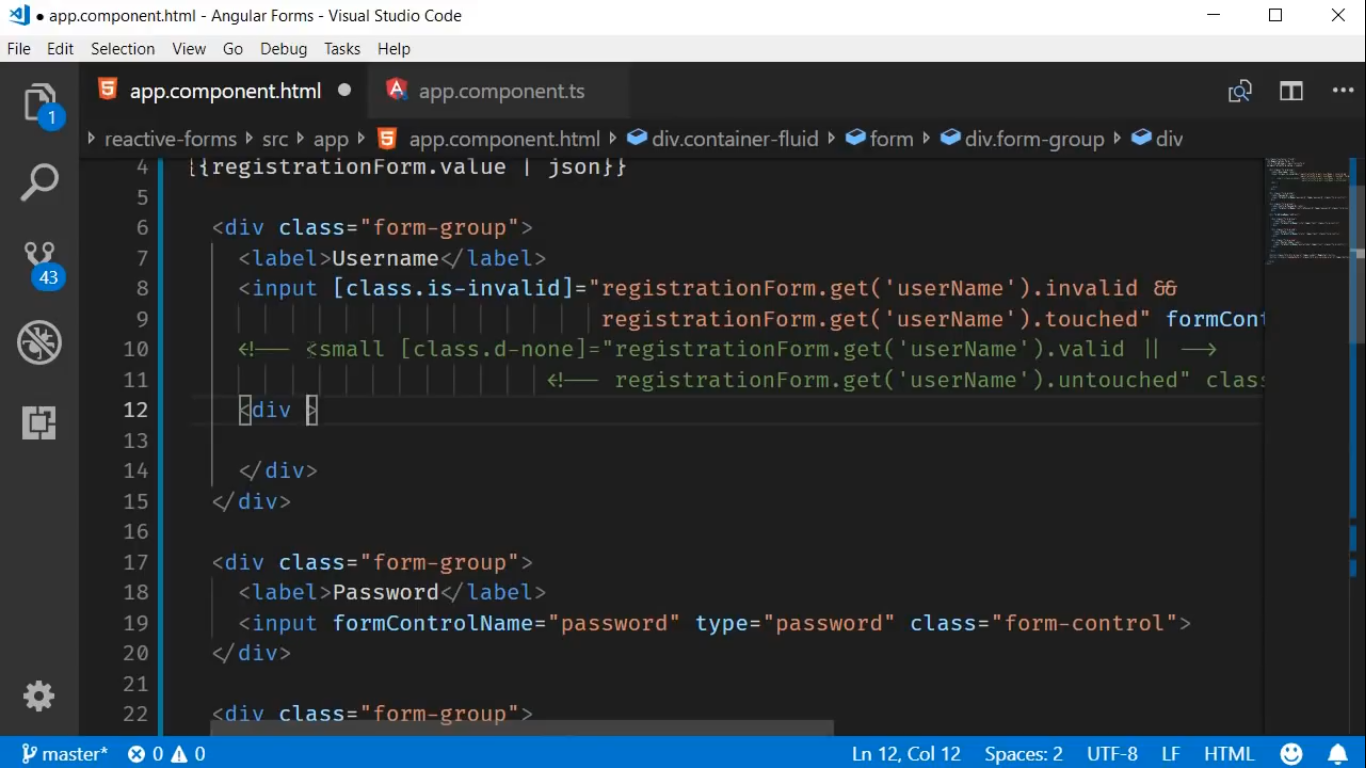 app.component.html - Angular Forms - Visual Studio Code
File Edit Selection View Go Debug Tasks Help
1
app.component.html
app.component.ts
reactive-forms src app app.component.html div.container-fluid form div.form-group div
43
4 {{registrationForm.value | json}}
5
6 <div class="form-group">
7 <label>Username</label>
8 <input [class.is-invalid]="registrationForm.get('userName').invalid &&
9 registrationForm.get('userName').touched" formCont
10 <!-- <small [class.d-none]="registrationForm.get('userName').valid || -->
11 <!-- registrationForm.get('userName').untouched" clas
12 <div >
13
14 </div>
15 </div>
16
17 <div class="form-group">
18 <label>Password</label>
19 <input formControlName="password" type="password" class="form-control">
20 </div>
21
22 <div class="form-group">
master* 0 0 Ln 12, Col 12 Spaces: 2 UTF-8 LF HTML